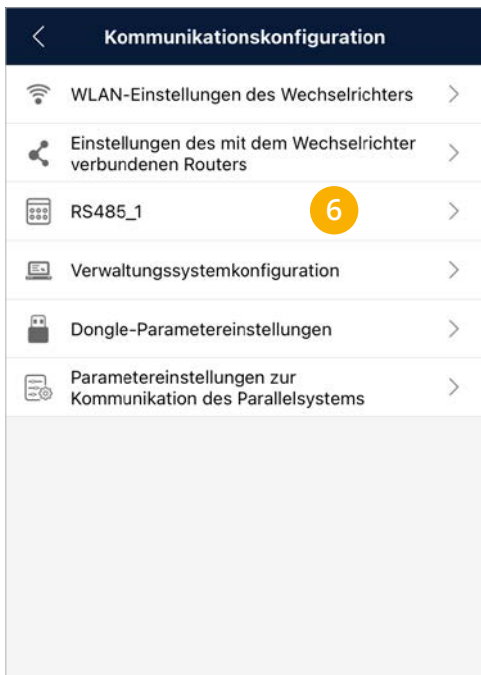 Kommunikationskonfiguration
WLAN-Einstellungen des Wechselrichters
Einstellungen des mit dem Wechselrichter
verbundenen Routers
RS485_1 6
Verwaltungssystemkonfiguration
Dongle-Parametereinstellungen
Parametereinstellungen zur
Kommunikation des Parallelsystems